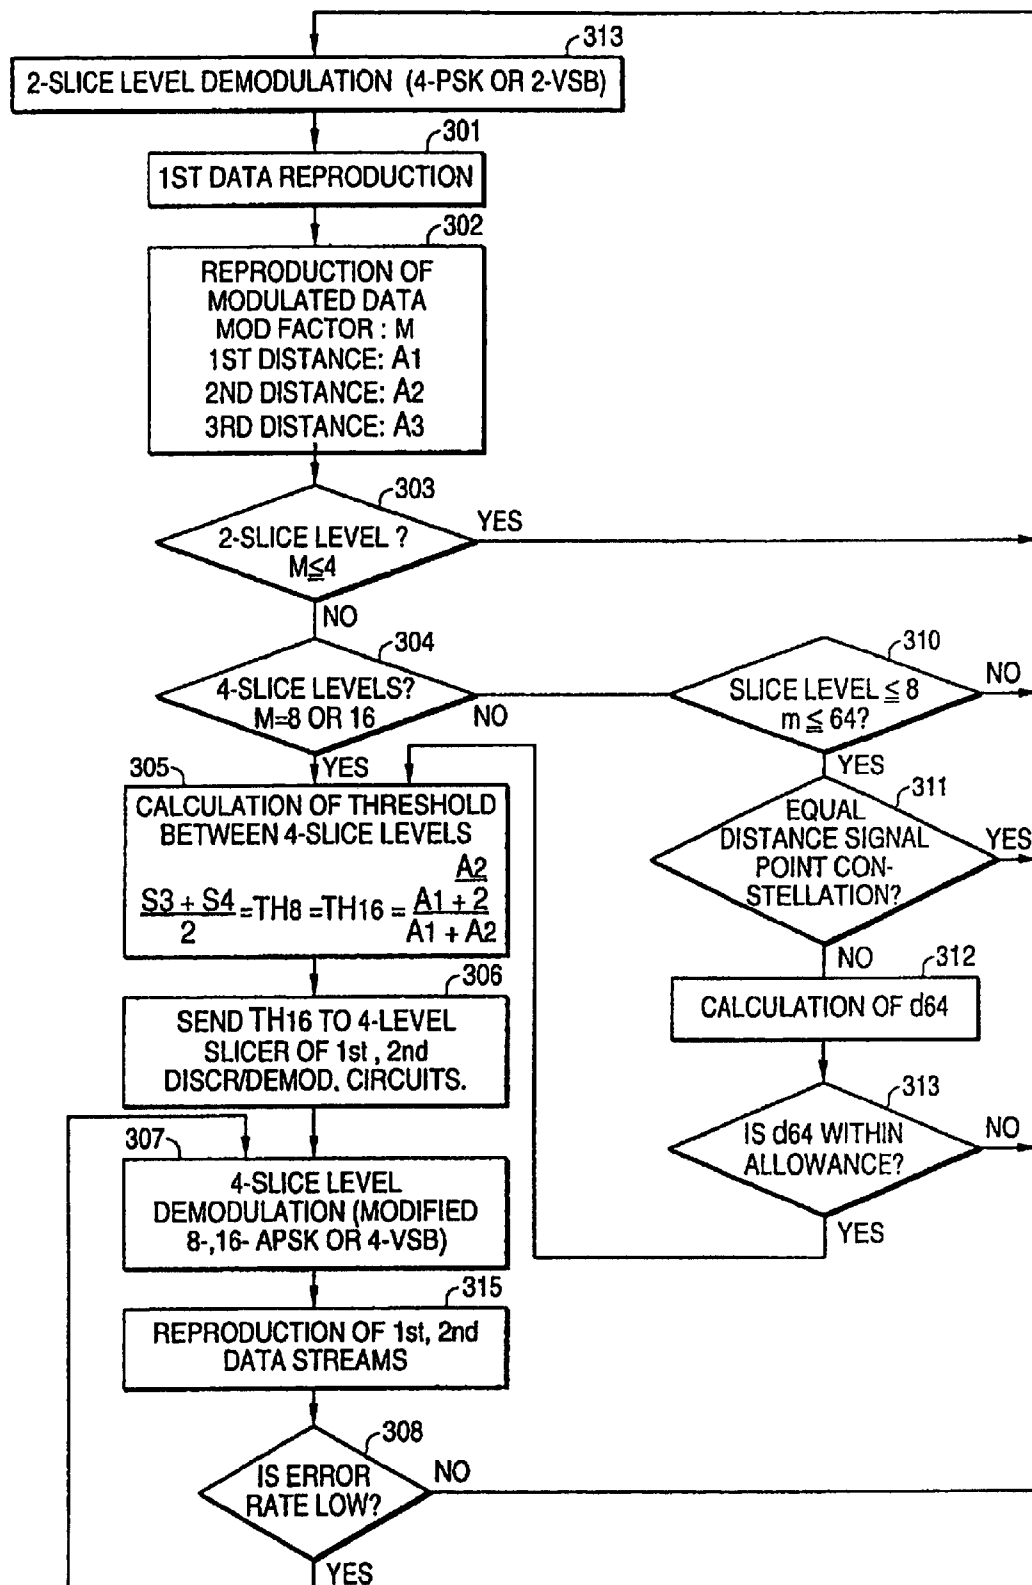 313
2-SLICE LEVEL DEMODULATION (4-PSK OR 2-VSB)
301
1ST DATA REPRODUCTION
302
REPRODUCTION OF
MODULATED DATA
MOD FACTOR : M
1ST DISTANCE: A1
2ND DISTANCE: A2
3RD DISTANCE: A3
303
2-SLICE LEVEL ?
M≦4
YES
NO
304
4-SLICE LEVELS?
M=8 OR 16
NO
YES
310
SLICE LEVEL ≦ 8
m ≦ 64?
NO
YES
305
CALCULATION OF THRESHOLD
BETWEEN 4-SLICE LEVELS
A2
S3 + S4 =TH8 =TH16 = A1 + 2
2 A1 + A2
311
EQUAL
DISTANCE SIGNAL
POINT CON-
STELLATION?
YES
NO
306
SEND TH16 TO 4-LEVEL
SLICER OF 1st , 2nd
DISCR/DEMOD. CIRCUITS.
312
CALCULATION OF d64
313
IS d64 WITHIN
ALLOWANCE?
NO
YES
307
4-SLICE LEVEL
DEMODULATION (MODIFIED
8-,16- APSK OR 4-VSB)
315
REPRODUCTION OF 1st, 2nd
DATA STREAMS
308
IS ERROR
RATE LOW?
NO
YES